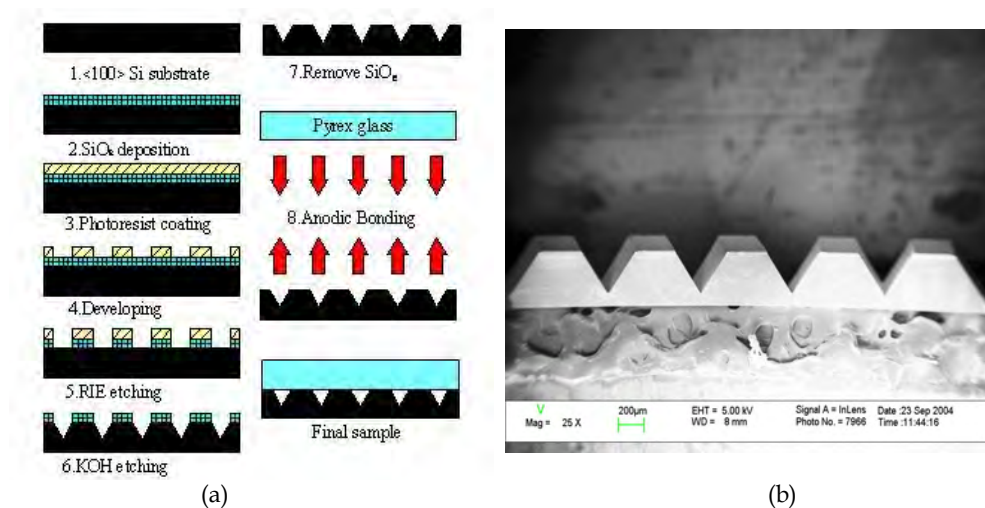 1.<100> Si substrate
2.SiO₂ deposition
3.Photoresist coating
4.Developing
5.RIE etching
6.KOH etching
7.Remove SiO₂
Pyrex glass
8.Anodic Bonding
Final sample
(a)
V
Mag = 25 X
200µm
EHT = 5.00 kV
WD = 8 mm
Signal A = InLens
Photo No. = 7966
Date :23 Sep 2004
Time :11:44:16
(b)